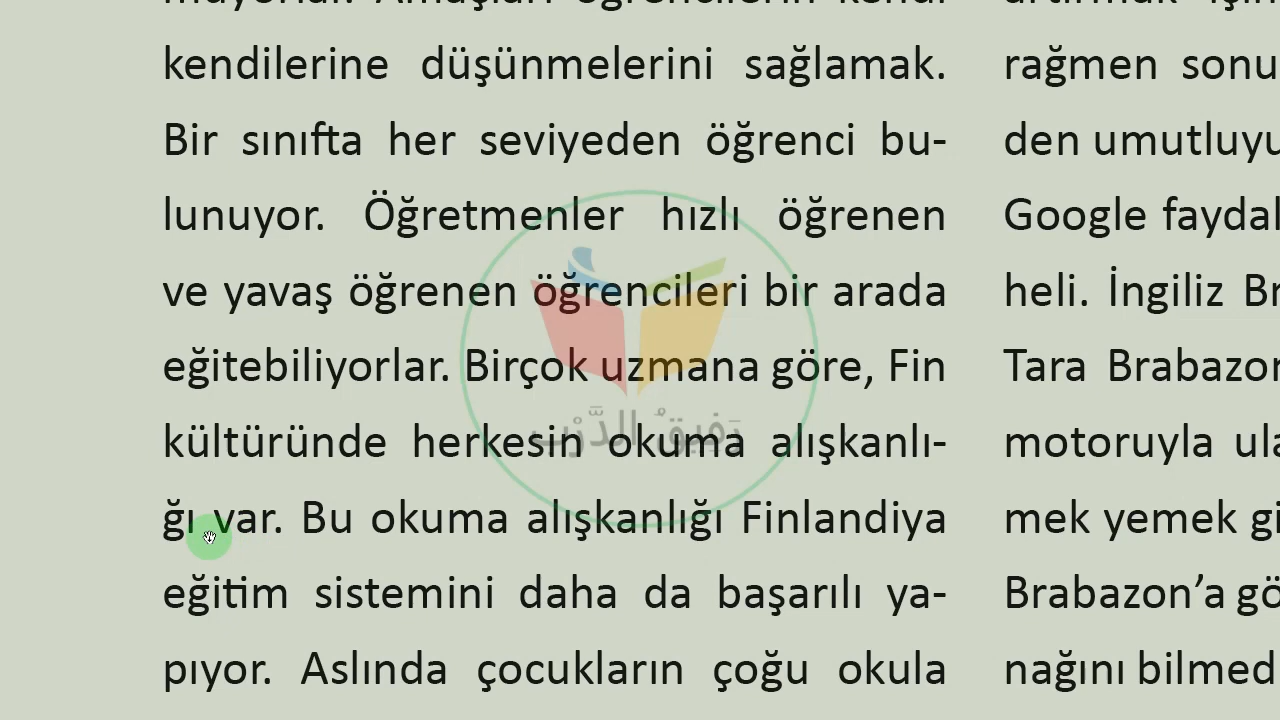 kendilerine düşünmelerini sağlamak.
Bir sınıfta her seviyeden öğrenci bu-
lunuyor. Öğretmenler hızlı öğrenen
ve yavaş öğrenen öğrencileri bir arada
eğitebiliyorlar. Birçok uzmana göre, Fin
kültüründe herkesin okuma alışkanlı-
ğı var. Bu okuma alışkanlığı Finlandiya
eğitim sistemini daha da başarılı ya-
pıyor. Aslında çocukların çoğu okula
rağmen sonu
den umutluyu
Google faydal
heli. İngiliz Br
Tara Brabazon
motoruyla ula
mek yemek gi
Brabazon’a gö
nağını bilmed
رَفِيقُ الدَّرْب